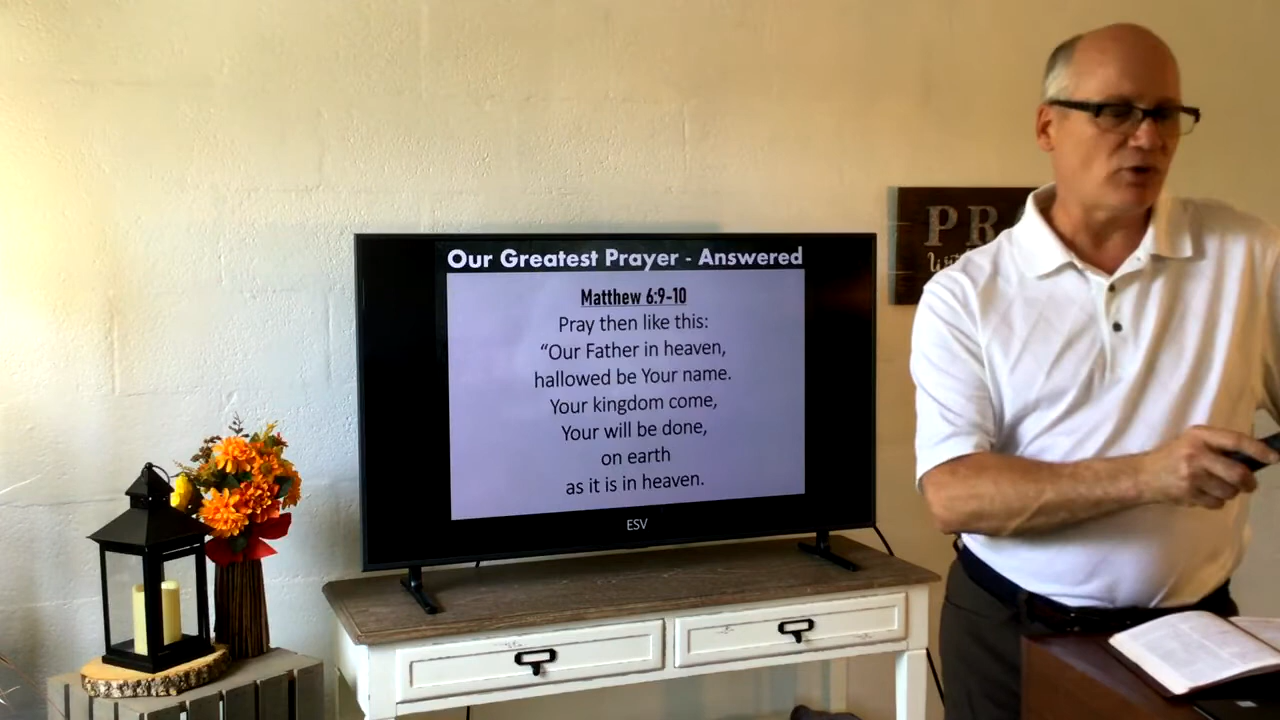 Our Greatest Prayer - Answered
Matthew 6:9-10
Pray then like this:
“Our Father in heaven,
hallowed be Your name.
Your kingdom come,
Your will be done,
on earth
as it is in heaven.
ESV
PR